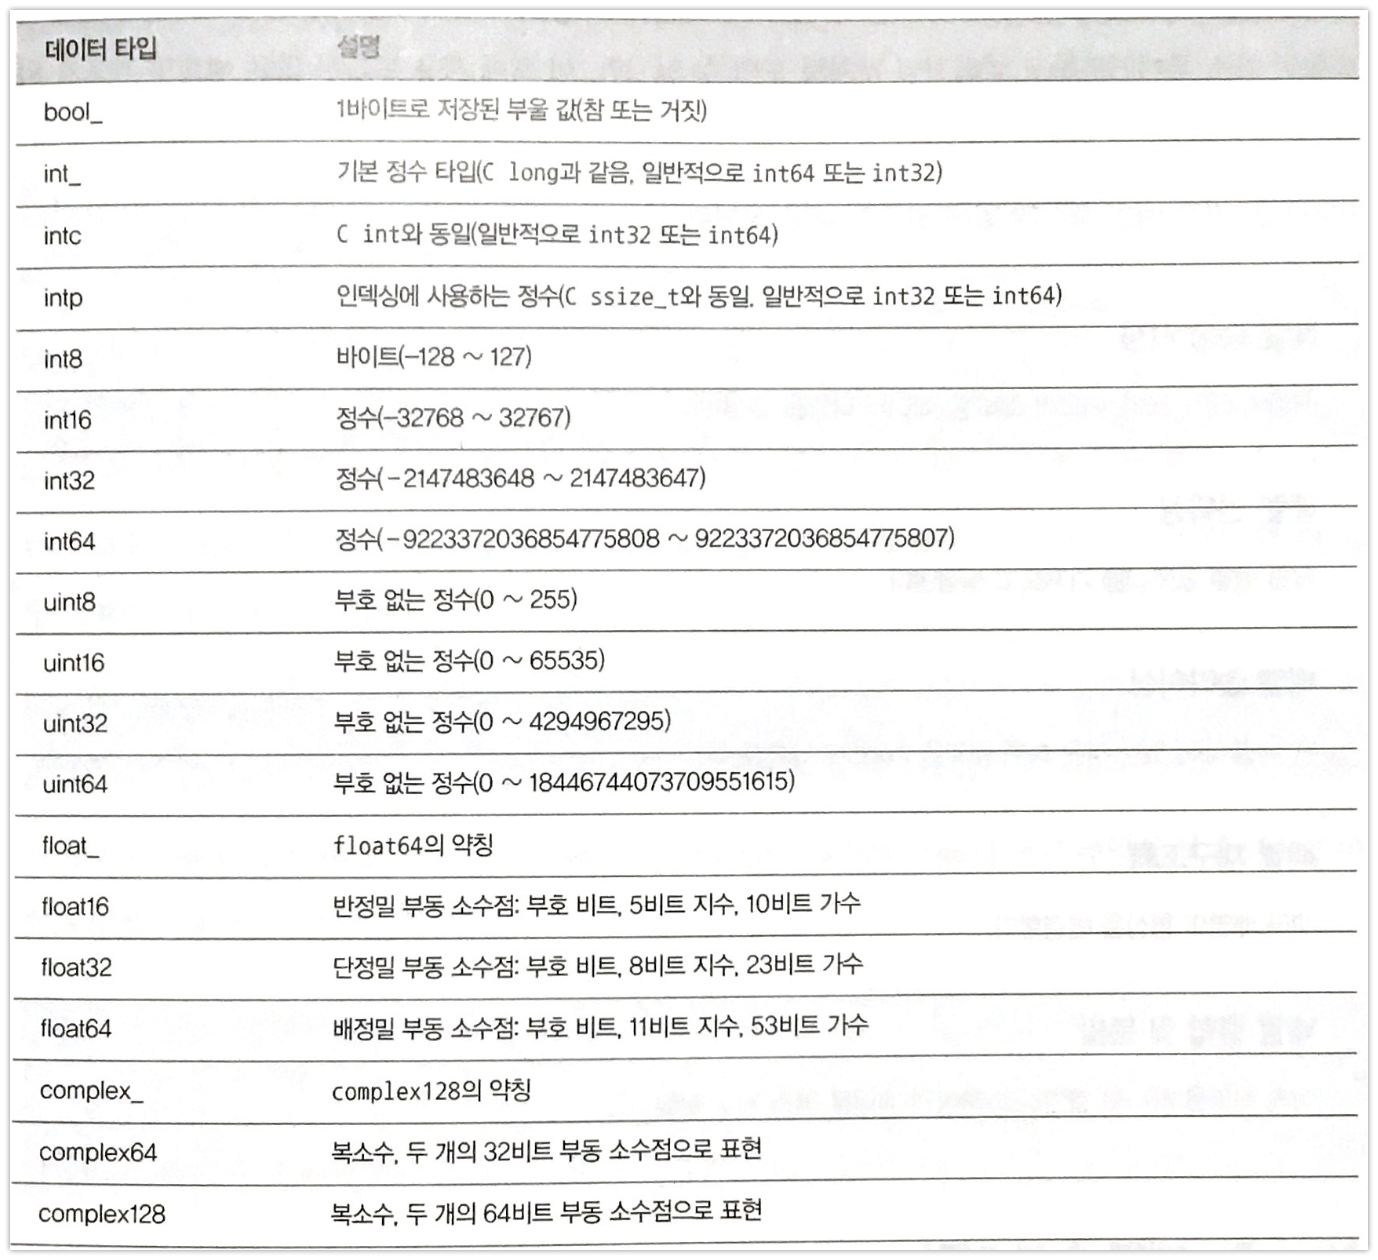 데이터 타입 설명
bool_ 1바이트로 저장된 부울 값(참 또는 거짓)
int_ 기본 정수 타입(C long과 같음, 일반적으로 int64 또는 int32)
intc C int와 동일(일반적으로 int32 또는 int64)
intp 인덱싱에 사용하는 정수(C ssize_t와 동일, 일반적으로 int32 또는 int64)
int8 바이트(–128 ~ 127)
int16 정수(–32768 ~ 32767)
int32 정수(–2147483648 ~ 2147483647)
int64 정수(–9223372036854775808 ~ 9223372036854775807)
uint8 부호 없는 정수(0 ~ 255)
uint16 부호 없는 정수(0 ~ 65535)
uint32 부호 없는 정수(0 ~ 4294967295)
uint64 부호 없는 정수(0 ~ 18446744073709551615)
float_ float64의 약칭
float16 반정밀 부동 소수점: 부호 비트, 5비트 지수, 10비트 가수
float32 단정밀 부동 소수점: 부호 비트, 8비트 지수, 23비트 가수
float64 배정밀 부동 소수점: 부호 비트, 11비트 지수, 53비트 가수
complex_ complex128의 약칭
complex64 복소수, 두 개의 32비트 부동 소수점으로 표현
complex128 복소수, 두 개의 64비트 부동 소수점으로 표현